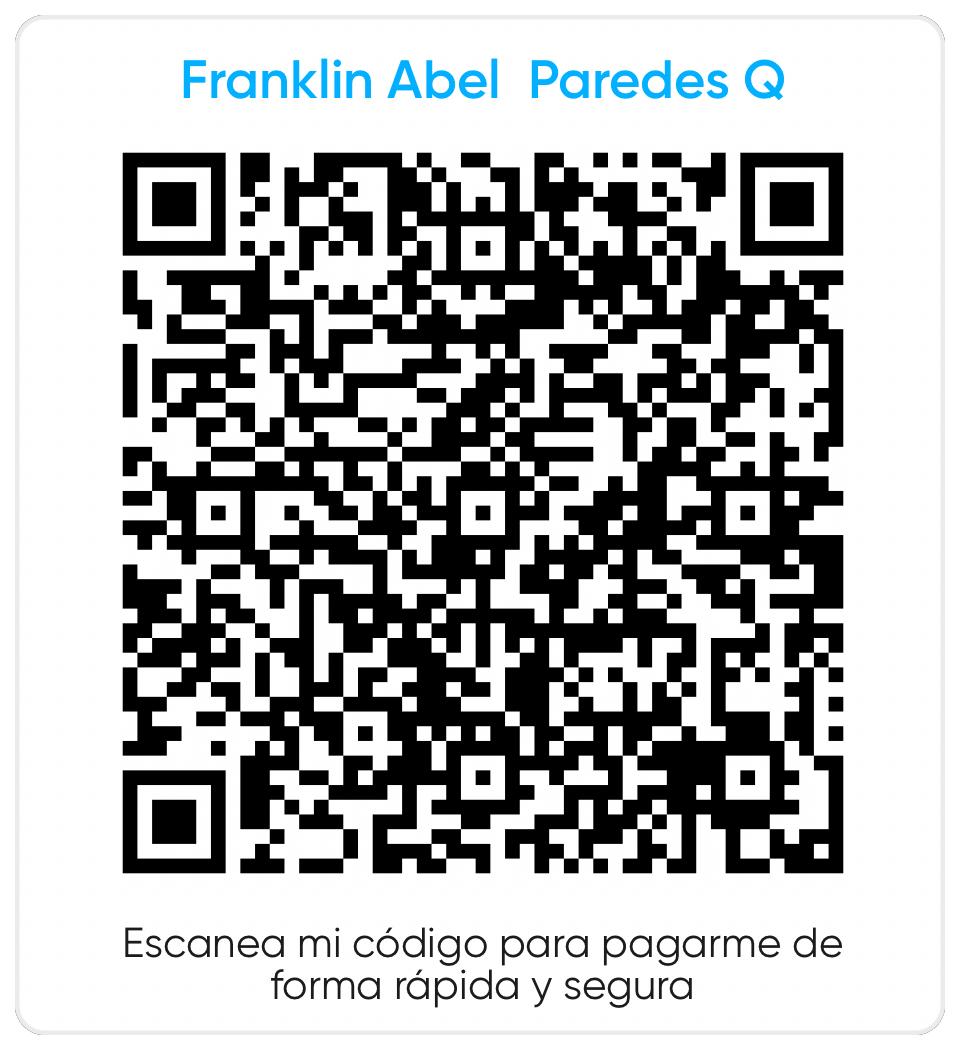 Franklin Abel Paredes Q
Escanea mi código para pagarme de
forma rápida y segura